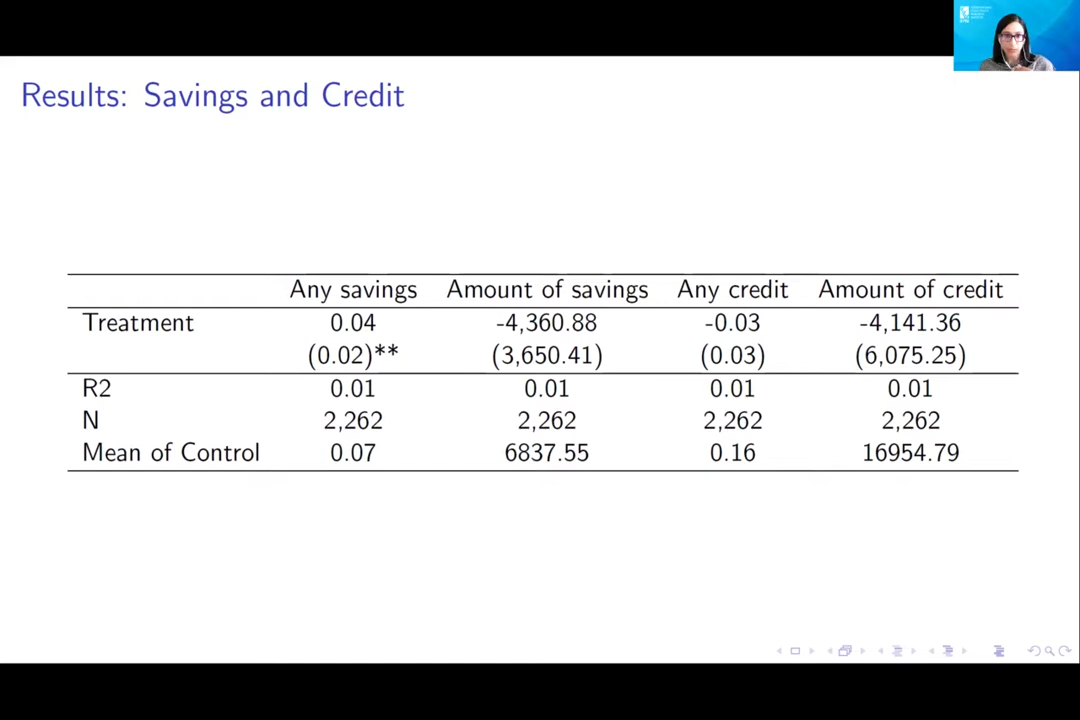 Results: Savings and Credit
Any savings Amount of savings Any credit Amount of credit
Treatment 0.04 -4,360.88 -0.03 -4,141.36
(0.02)** (3,650.41) (0.03) (6,075.25)
R2 0.01 0.01 0.01 0.01
N 2,262 2,262 2,262 2,262
Mean of Control 0.07 6837.55 0.16 16954.79